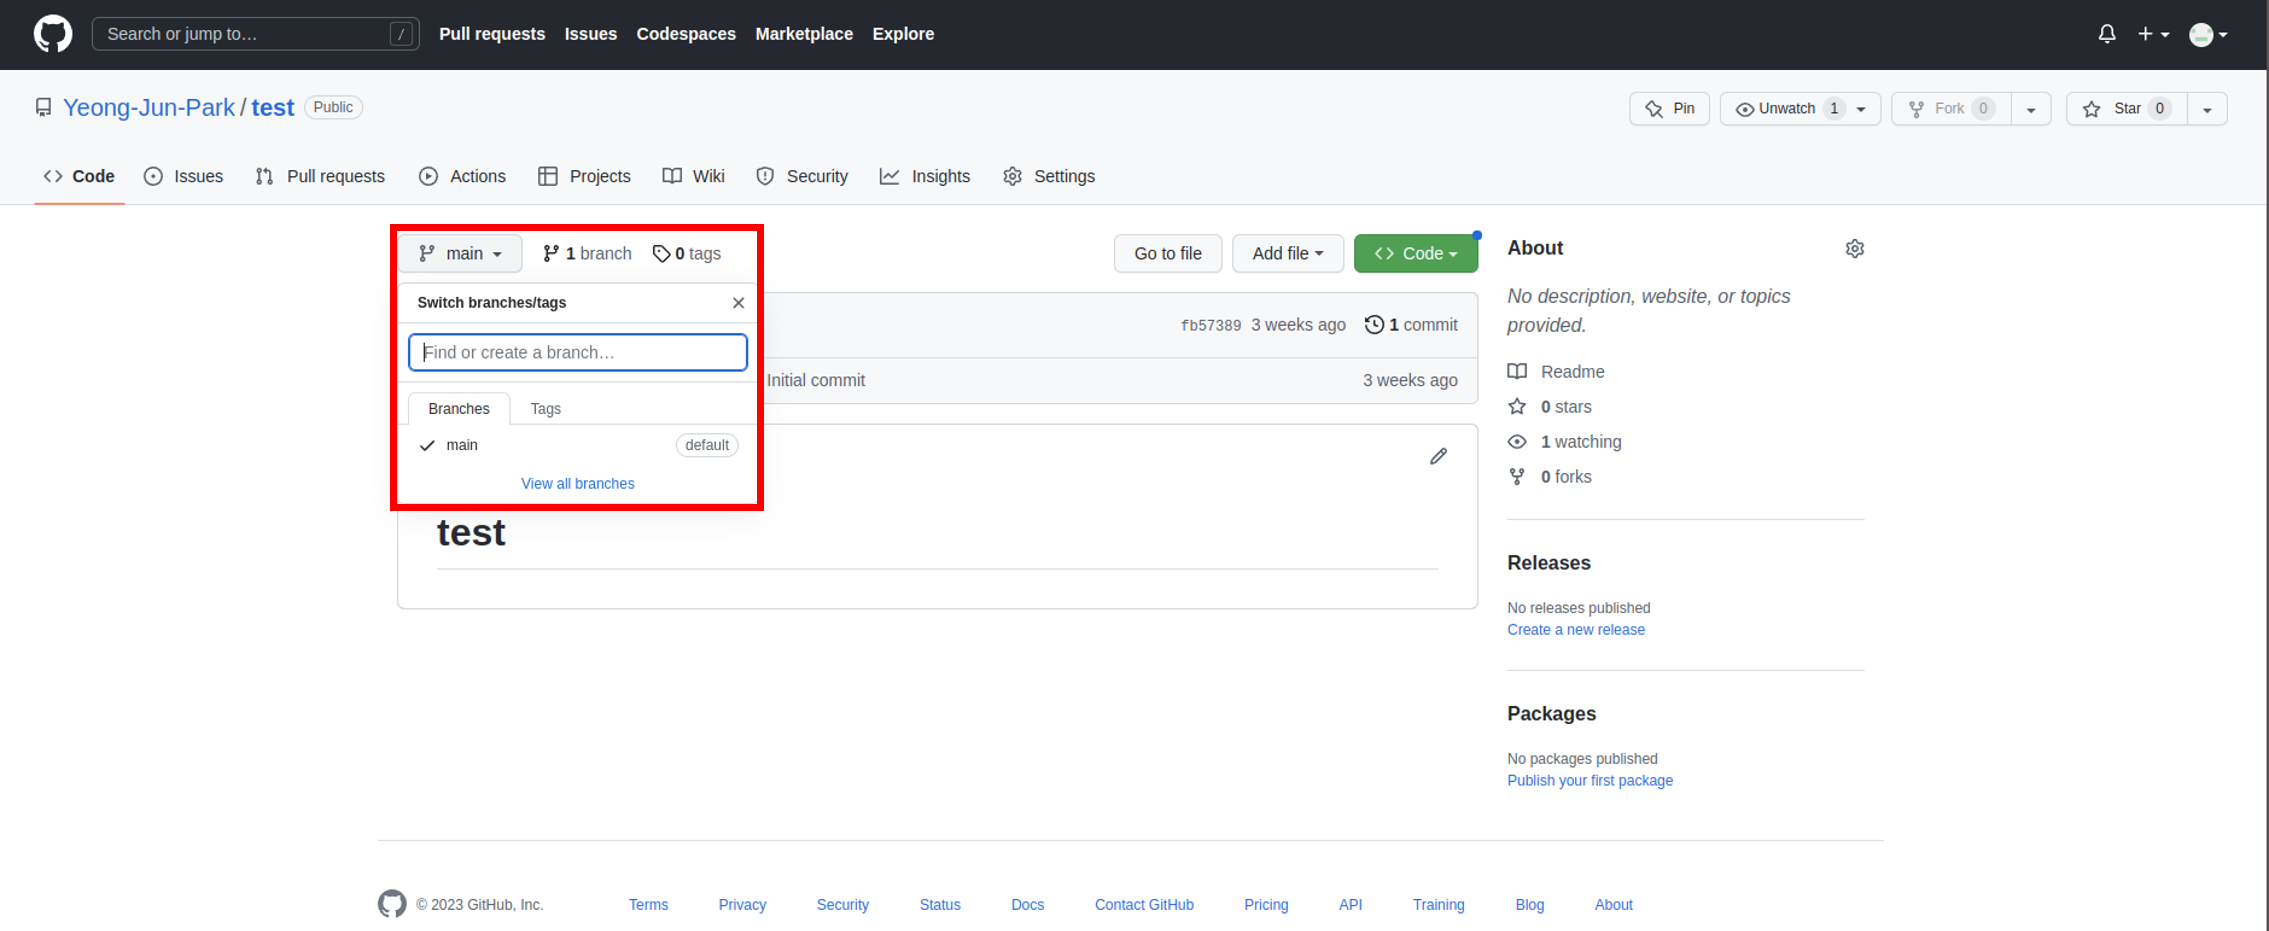 Search or jump to… / Pull requests Issues Codespaces Marketplace Explore
Yeong-Jun-Park / test Public Pin Unwatch 1 Fork 0 Star 0
Code Issues Pull requests Actions Projects Wiki Security Insights Settings
main 1 branch 0 tags Go to file Add file Code
Switch branches/tags
Find or create a branch…
Branches Tags
main default
View all branches
fb57389 3 weeks ago 1 commit
Initial commit 3 weeks ago
test
About
No description, website, or topics
provided.
Readme
0 stars
1 watching
0 forks
Releases
No releases published
Create a new release
Packages
No packages published
Publish your first package
© 2023 GitHub, Inc. Terms Privacy Security Status Docs Contact GitHub Pricing API Training Blog About